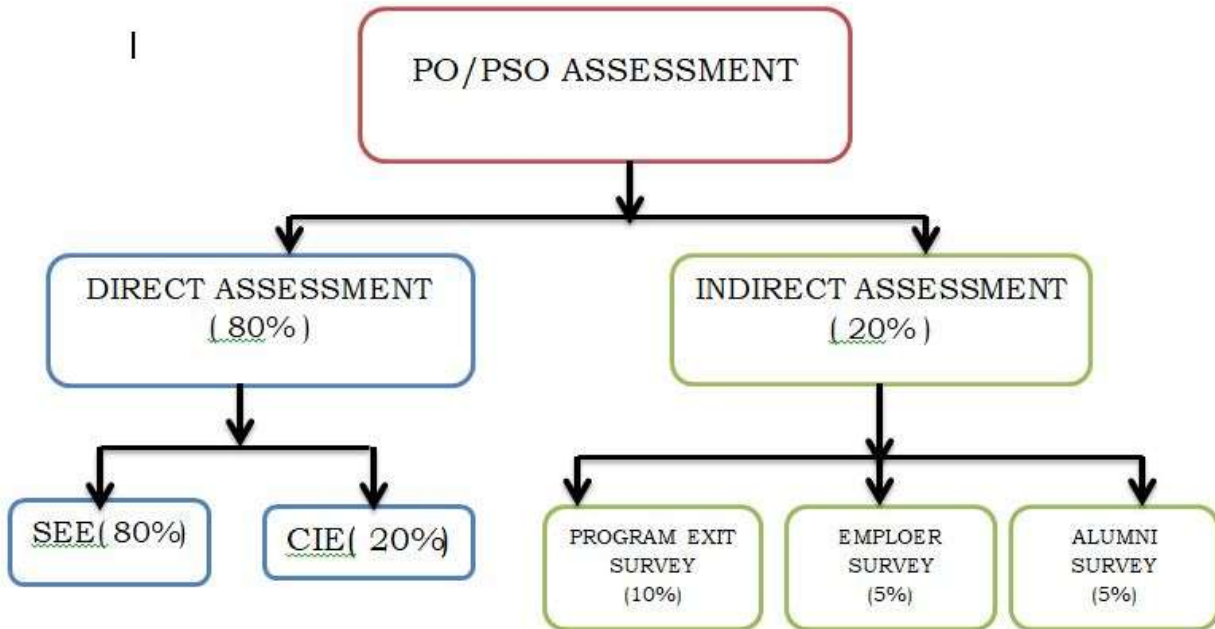 PO/PSO ASSESSMENT
DIRECT ASSESSMENT
( 80% )
INDIRECT ASSESSMENT
( 20% )
SEE( 80%)
CIE( 20%)
PROGRAM EXIT
SURVEY
(10%)
EMPLOER
SURVEY
(5%)
ALUMNI
SURVEY
(5%)